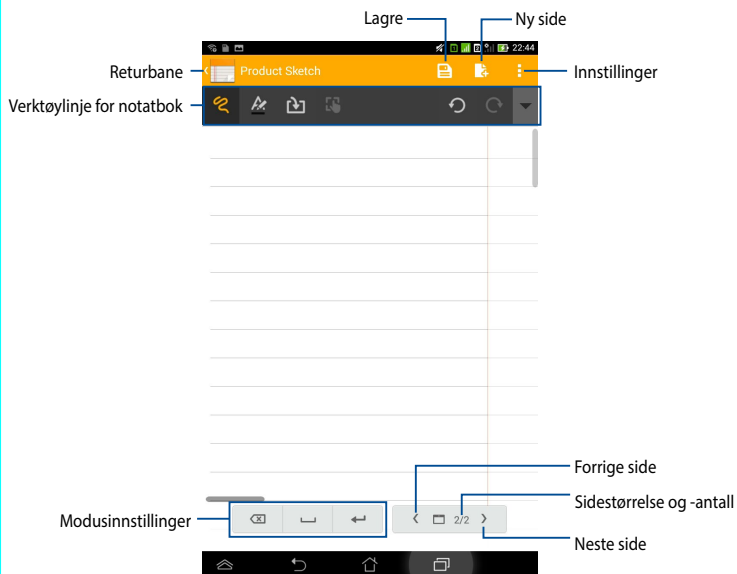 Lagre
Ny side
22:44
Returbane
Product Sketch
Innstillinger
Verktøylinje for notatbok
Forrige side
Sidestørrelse og -antall
Modusinnstillinger
2/2
Neste side